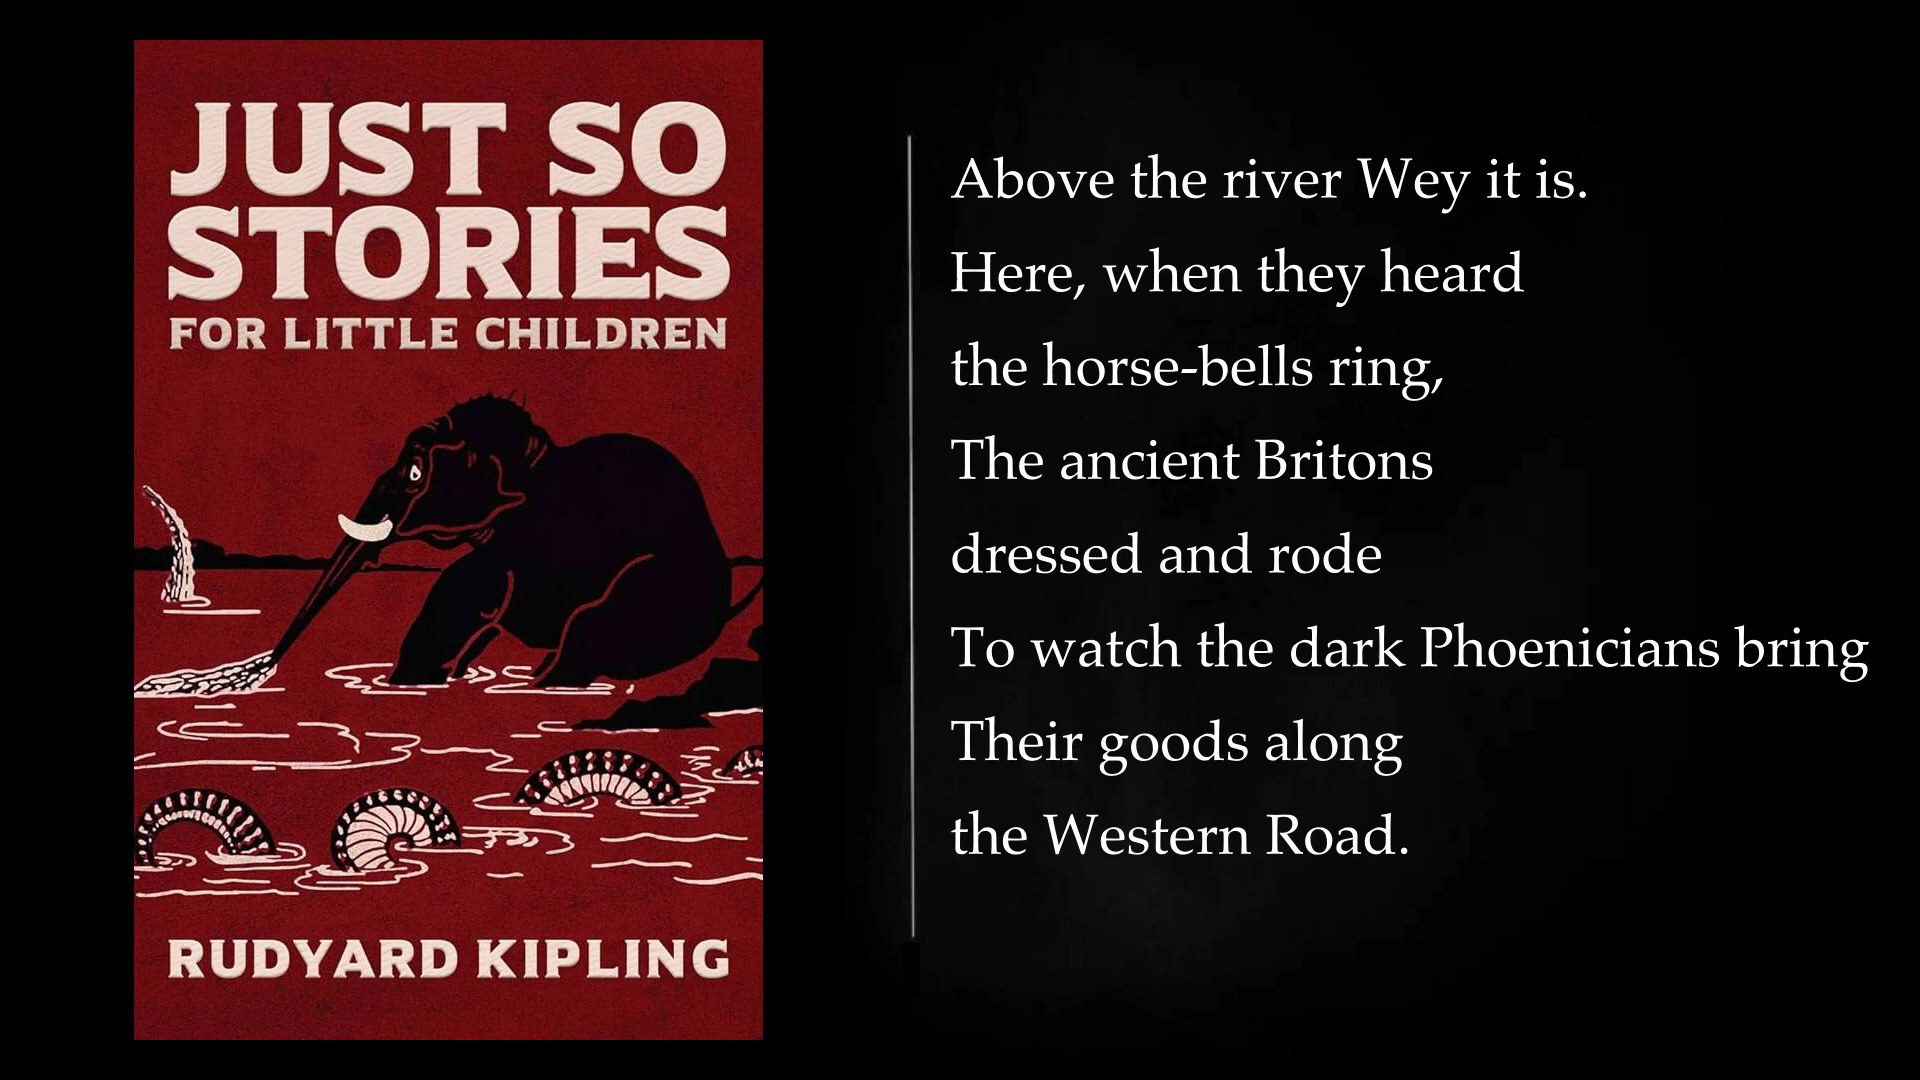 JUST SO
STORIES
FOR LITTLE CHILDREN
RUDYARD KIPLING
Above the river Wey it is.
Here, when they heard
the horse-bells ring,
The ancient Britons
dressed and rode
To watch the dark Phoenicians bring
Their goods along
the Western Road.